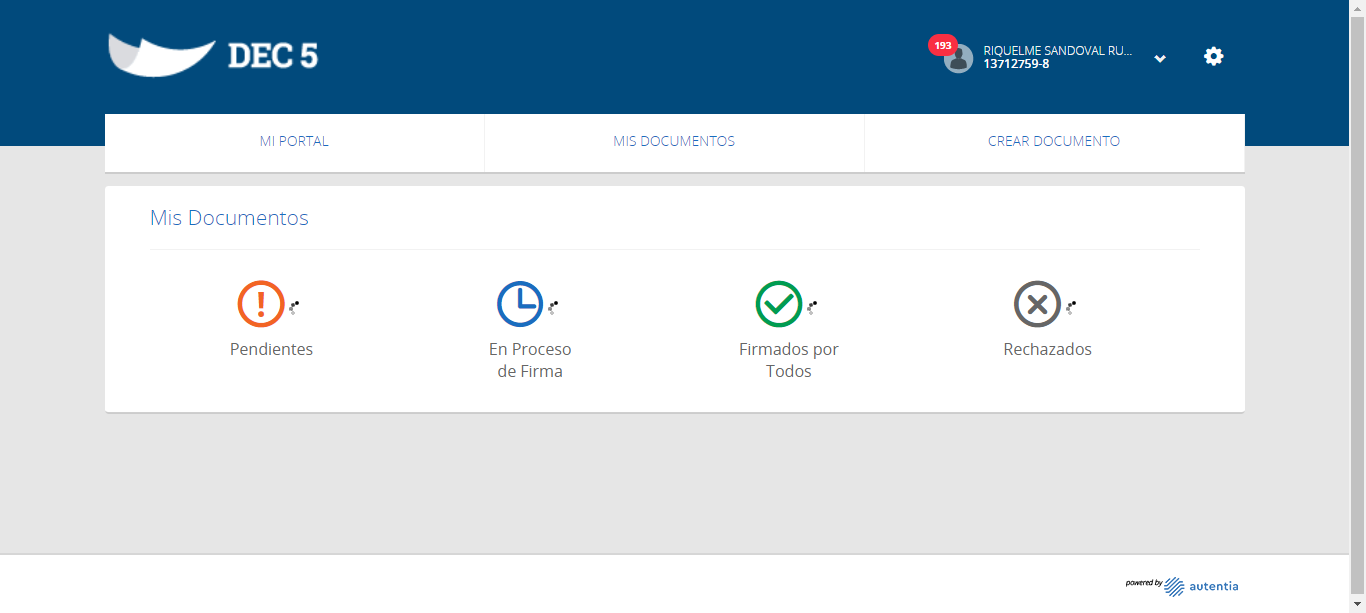 DEC 5
193
RIQUELME SANDOVAL RU...
13712759-8
MI PORTAL
MIS DOCUMENTOS
CREAR DOCUMENTO
Mis Documentos
Pendientes
En Proceso
de Firma
Firmados por
Todos
Rechazados
powered by autentia